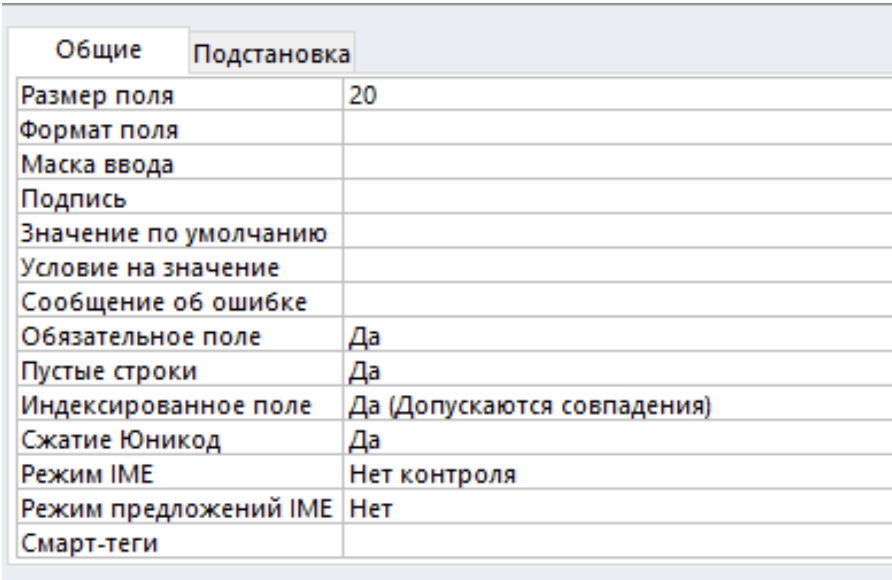 Общие Подстановка
Размер поля 20
Формат поля
Маска ввода
Подпись
Значение по умолчанию
Условие на значение
Сообщение об ошибке
Обязательное поле Да
Пустые строки Да
Индексированное поле Да (Допускаются совпадения)
Сжатие Юникод Да
Режим IME Нет контроля
Режим предложений IME Нет
Смарт-теги